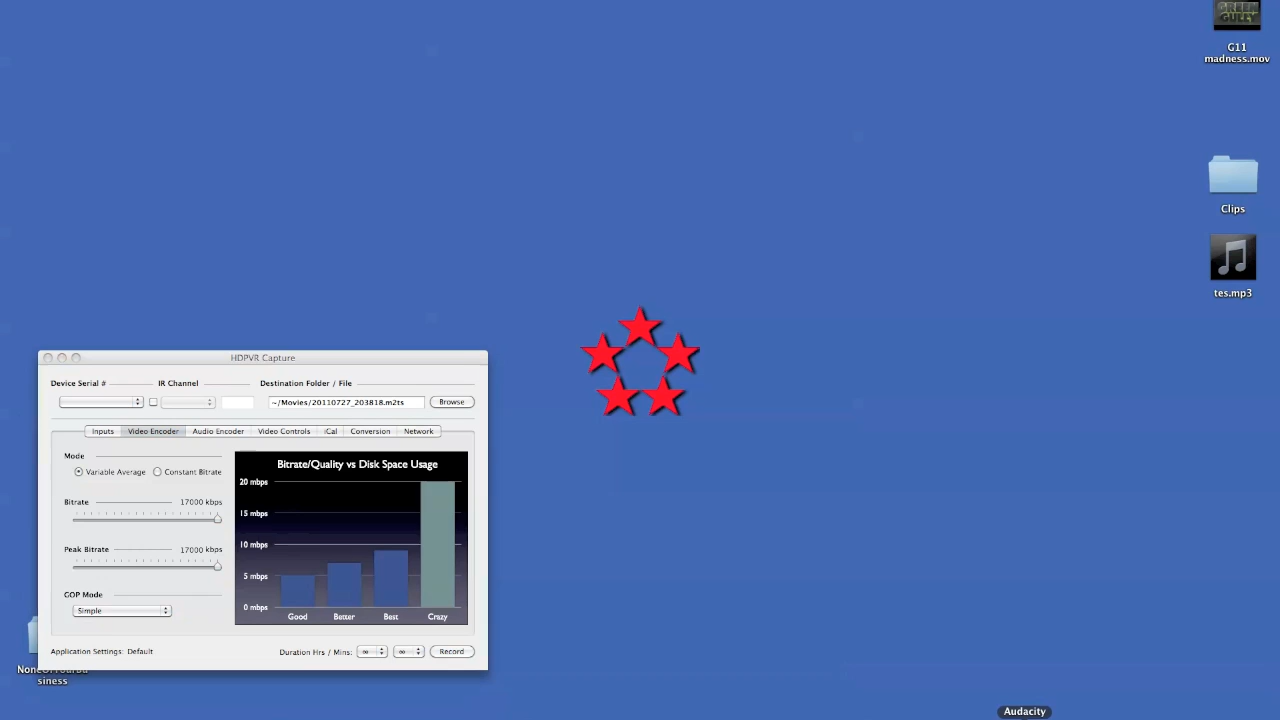 GREEN
GULLY
G11
madness.mov
Clips
tes.mp3
HDPVR Capture
Device Serial #
IR Channel
Destination Folder / File
~/Movies/20110727_203818.m2ts
Browse
Inputs
Video Encoder
Audio Encoder
Video Controls
iCal
Conversion
Network
Mode
Variable Average
Constant Bitrate
Bitrate
17000 kbps
Peak Bitrate
17000 kbps
GOP Mode
Simple
Bitrate/Quality vs Disk Space Usage
20 mbps
15 mbps
10 mbps
5 mbps
0 mbps
Good
Better
Best
Crazy
Application Settings: Default
Duration Hrs / Mins:
∞
∞
Record
siness
Audacity